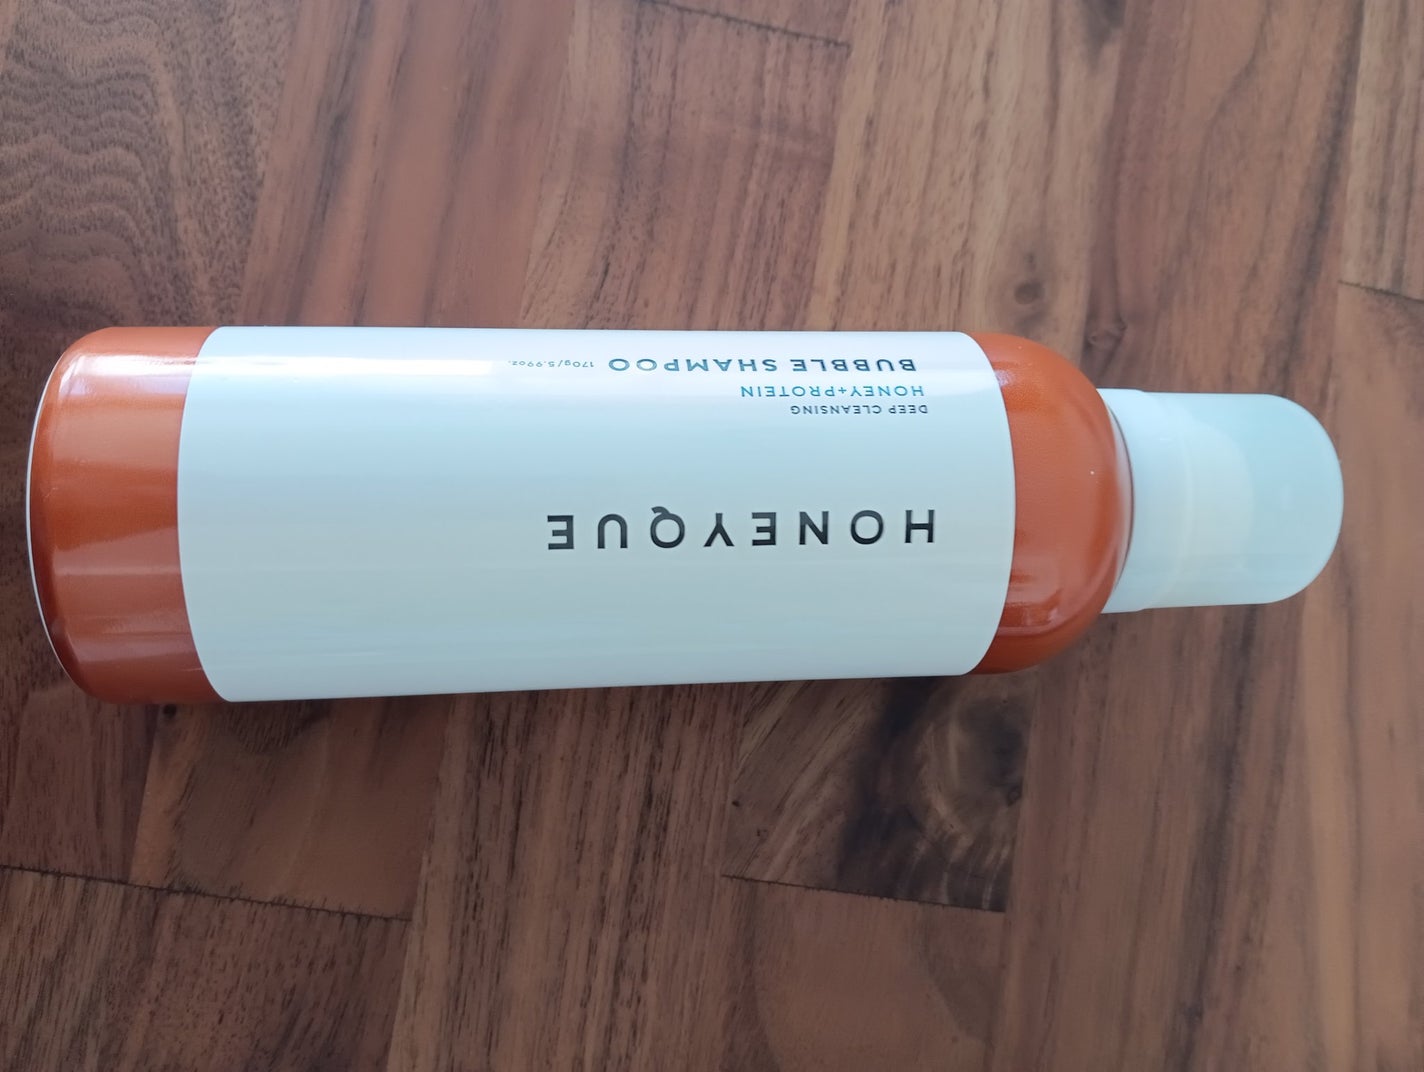 HONEYQUE
DEEP CLEANSING
HONEY+PROTEIN
BUBBLE SHAMPOO 170g/5.99oz.